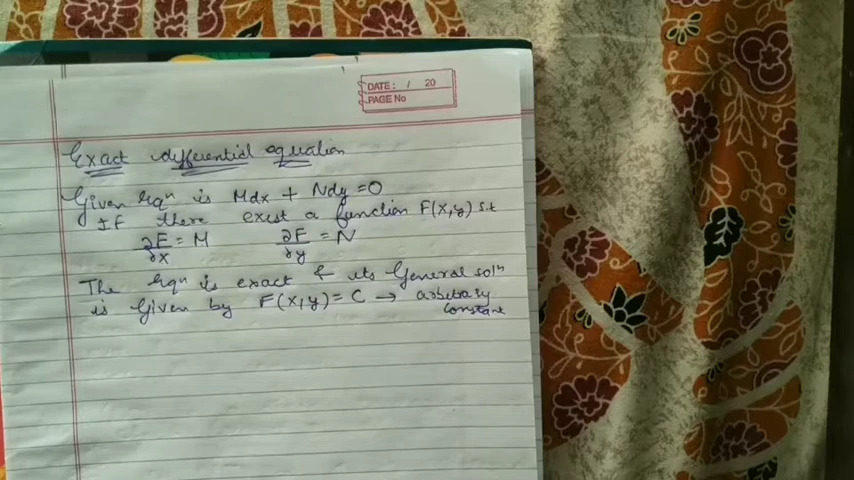 DATE: / 20
PAGE No
Exact differential equation
Given Eqⁿ is Mdx + Ndy = 0
IF there exist a function F(x,y) s.t
∂F/∂x = M ∂F/∂y = N
The Eqⁿ is exact & its General solⁿ
is Given by F(x,y) = C → arbitrary
constant